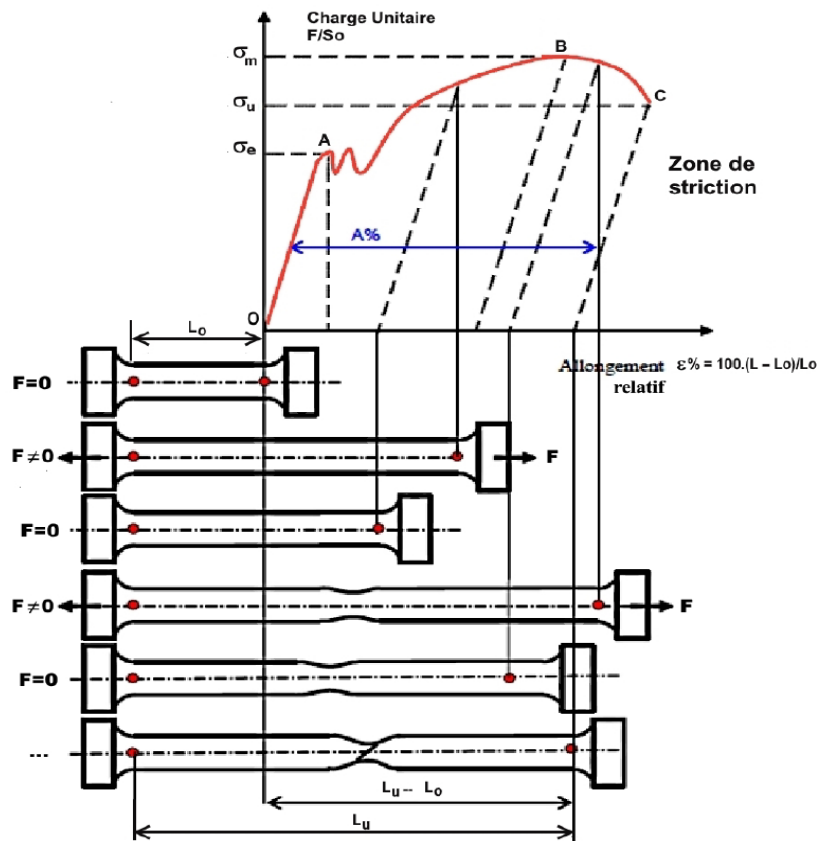 Charge Unitaire
F/So
σm
B
σu
C
σe
A
Zone de
striction
A%
O
Lo
Allongement ε% = 100.(L – Lo)/Lo
relatif
F=0
F≠0
F
F=0
F≠0
F
F=0
...
Lu – Lo
Lu